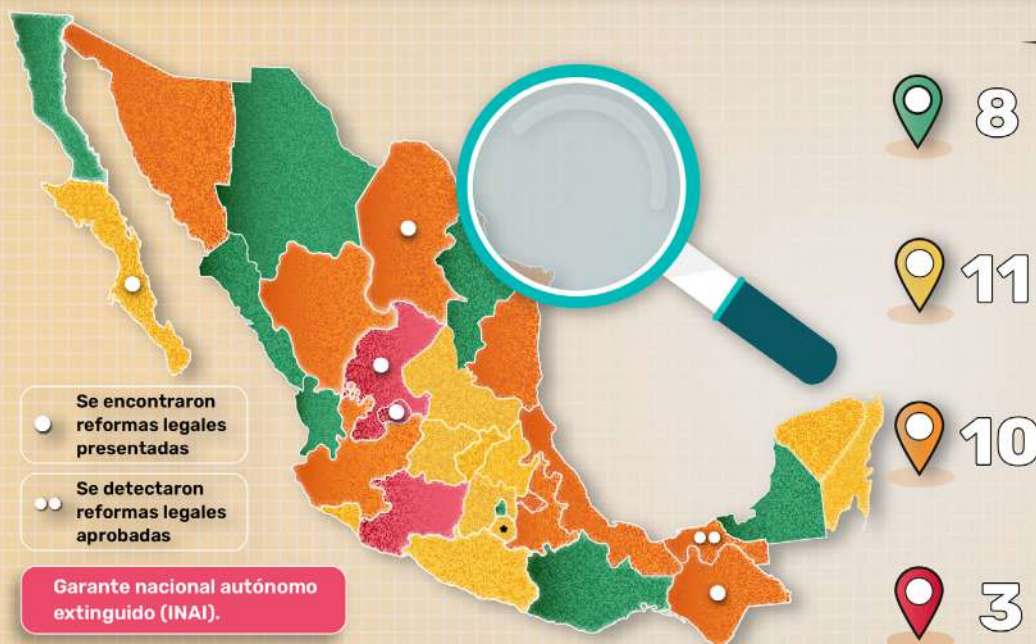 8
11
10
3
Se encontraron
reformas legales
presentadas
Se detectaron
reformas legales
aprobadas
Garante nacional autónomo
extinguido (INAI).